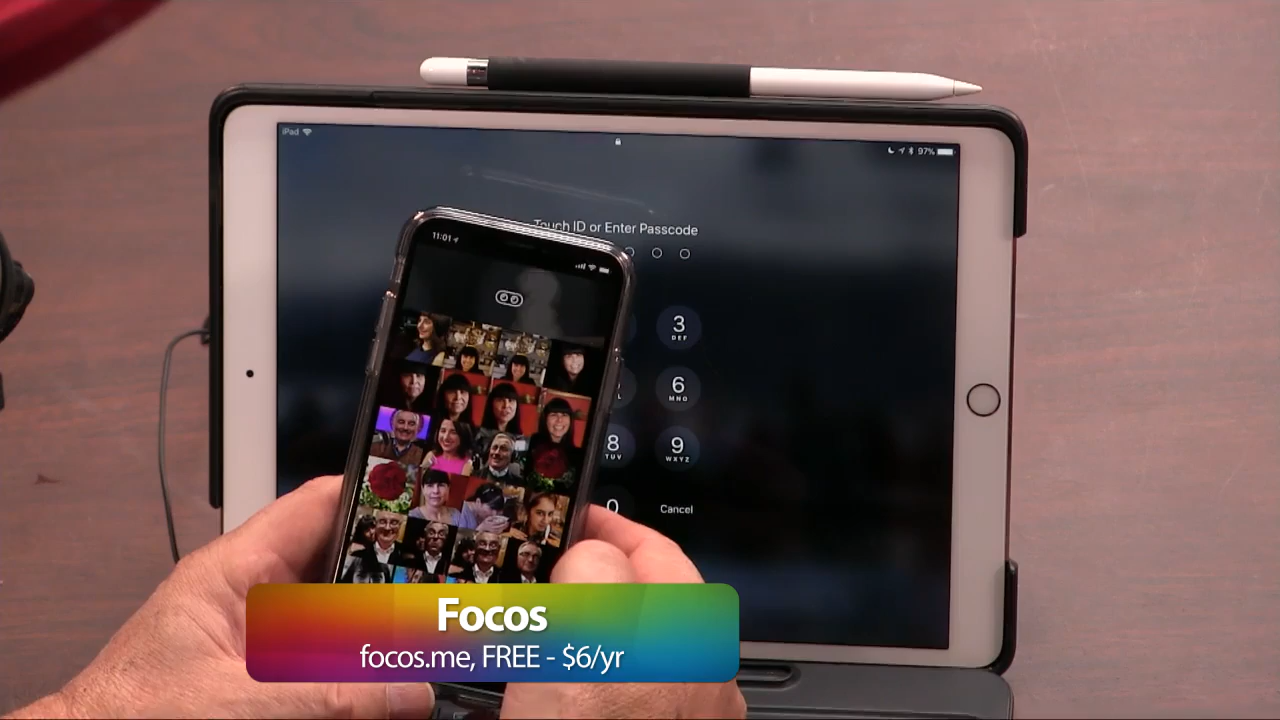 iPad
97%
Touch ID or Enter Passcode
11:01
3
DEF
6
MNO
8
TUV
9
WXYZ
0
Cancel
Focos
focos.me, FREE - $6/yr